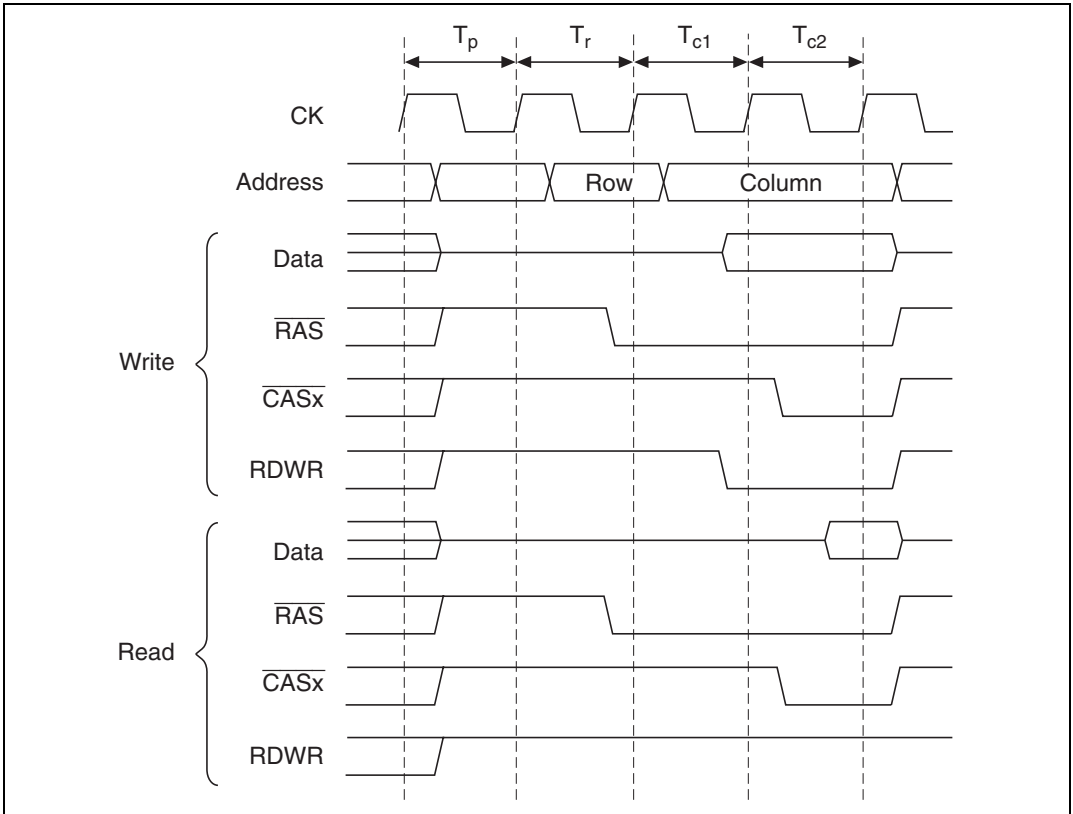 Tp Tr Tc1 Tc2
CK
Address Row Column
Data
RAS
Write
CASx
RDWR
Data
RAS
Read
CASx
RDWR